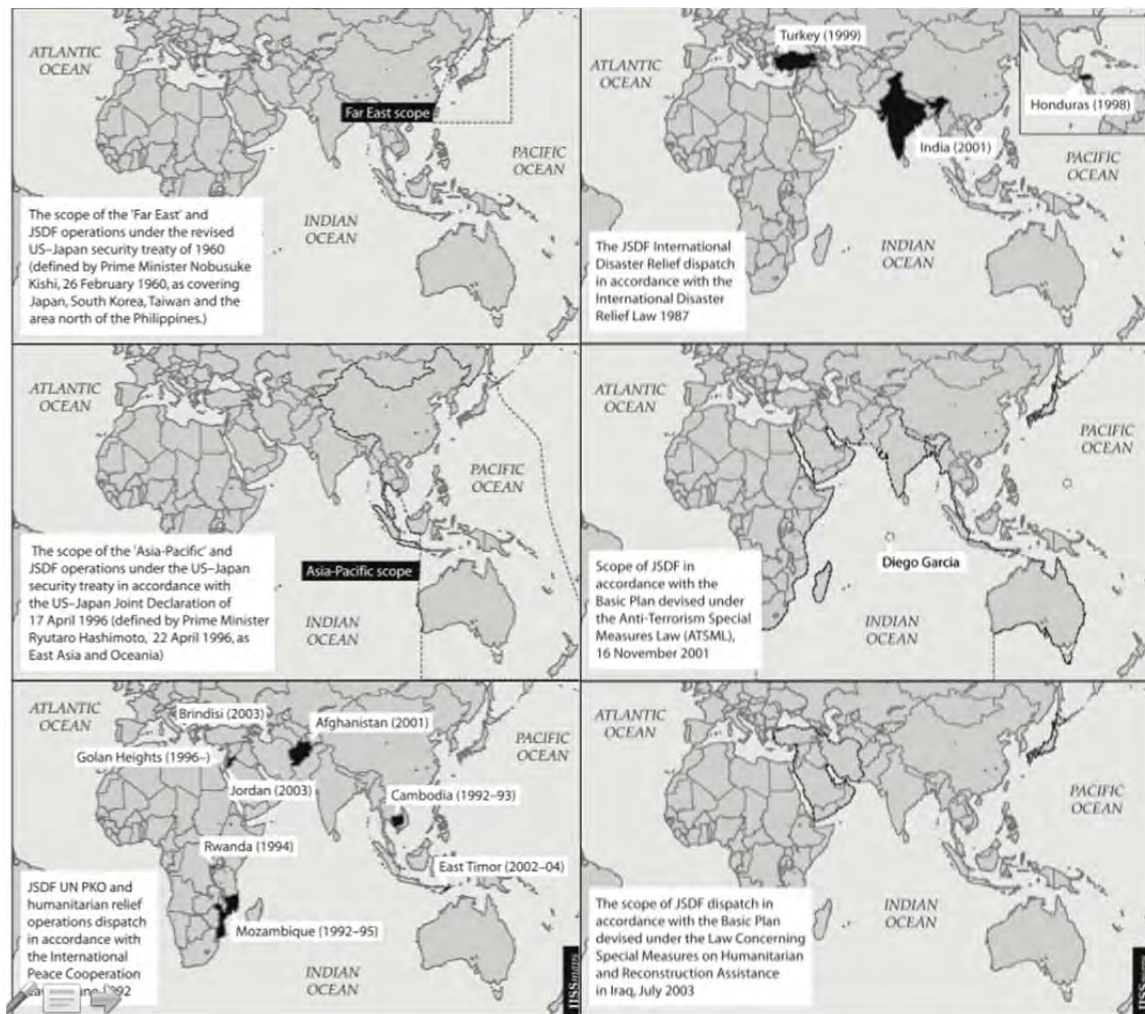 ATLANTIC
OCEAN
Far East scope
PACIFIC
OCEAN
INDIAN
OCEAN
The scope of the 'Far East' and
JSDF operations under the revised
US–Japan security treaty of 1960
(defined by Prime Minister Nobusuke
Kishi, 26 February 1960, as covering
Japan, South Korea, Taiwan and the
area north of the Philippines.)
Turkey (1999)
ATLANTIC
OCEAN
Honduras (1998)
India (2001)
PACIFIC
OCEAN
INDIAN
OCEAN
The JSDF International
Disaster Relief dispatch
in accordance with the
International Disaster
Relief Law 1987
ATLANTIC
OCEAN
PACIFIC
OCEAN
The scope of the 'Asia-Pacific' and
JSDF operations under the US–Japan
security treaty in accordance with
the US–Japan Joint Declaration of
17 April 1996 (defined by Prime Minister
Ryutaro Hashimoto, 22 April 1996, as
East Asia and Oceania)
Asia-Pacific scope
INDIAN
OCEAN
ATLANTIC
OCEAN
PACIFIC
OCEAN
Diego Garcia
Scope of JSDF in
accordance with the
Basic Plan devised under
the Anti-Terrorism Special
Measures Law (ATSML),
16 November 2001
INDIAN
OCEAN
ATLANTIC
OCEAN
Brindisi (2003)
Afghanistan (2001)
PACIFIC
OCEAN
Golan Heights (1996–)
Jordan (2003)
Cambodia (1992–93)
Rwanda (1994)
East Timor (2002–04)
JSDF UN PKO and
humanitarian relief
operations dispatch
in accordance with
the International
Peace Cooperation
Mozambique (1992–95)
INDIAN
OCEAN
IISSmaps
ATLANTIC
OCEAN
PACIFIC
OCEAN
INDIAN
OCEAN
The scope of JSDF dispatch in
accordance with the Basic Plan
devised under the Law Concerning
Special Measures on Humanitarian
and Reconstruction Assistance
in Iraq, July 2003
IISSmaps